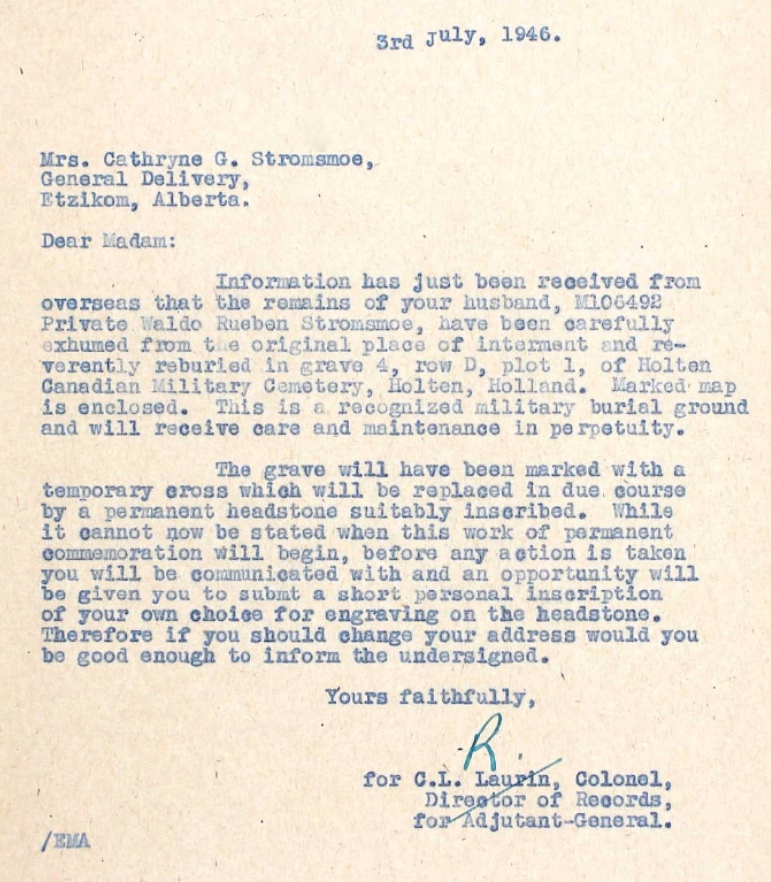 3rd July, 1946.
Mrs. Cathryne G. Stromsmoe,
General Delivery,
Etzikom, Alberta.
Dear Madam:
Information has just been received from
overseas that the remains of your husband, M106492
Private Waldo Rueben Stromsmoe, have been carefully
exhumed from the original place of interment and re-
verently reburied in grave 4, row D, plot 1, of Holten
Canadian Military Cemetery, Holten, Holland. Marked map
is enclosed. This is a recognized military burial ground
and will receive care and maintenance in perpetuity.
The grave will have been marked with a
temporary cross which will be replaced in due course
by a permanent headstone suitably inscribed. While
it cannot now be stated when this work of permanent
commemoration will begin, before any action is taken
you will be communicated with and an opportunity will
be given you to submt a short personal inscription
of your own choice for engraving on the headstone.
Therefore if you should change your address would you
be good enough to inform the undersigned.
Yours faithfully,
R.
for C.L. Laurin, Colonel,
Director of Records,
for Adjutant-General.
/EMA